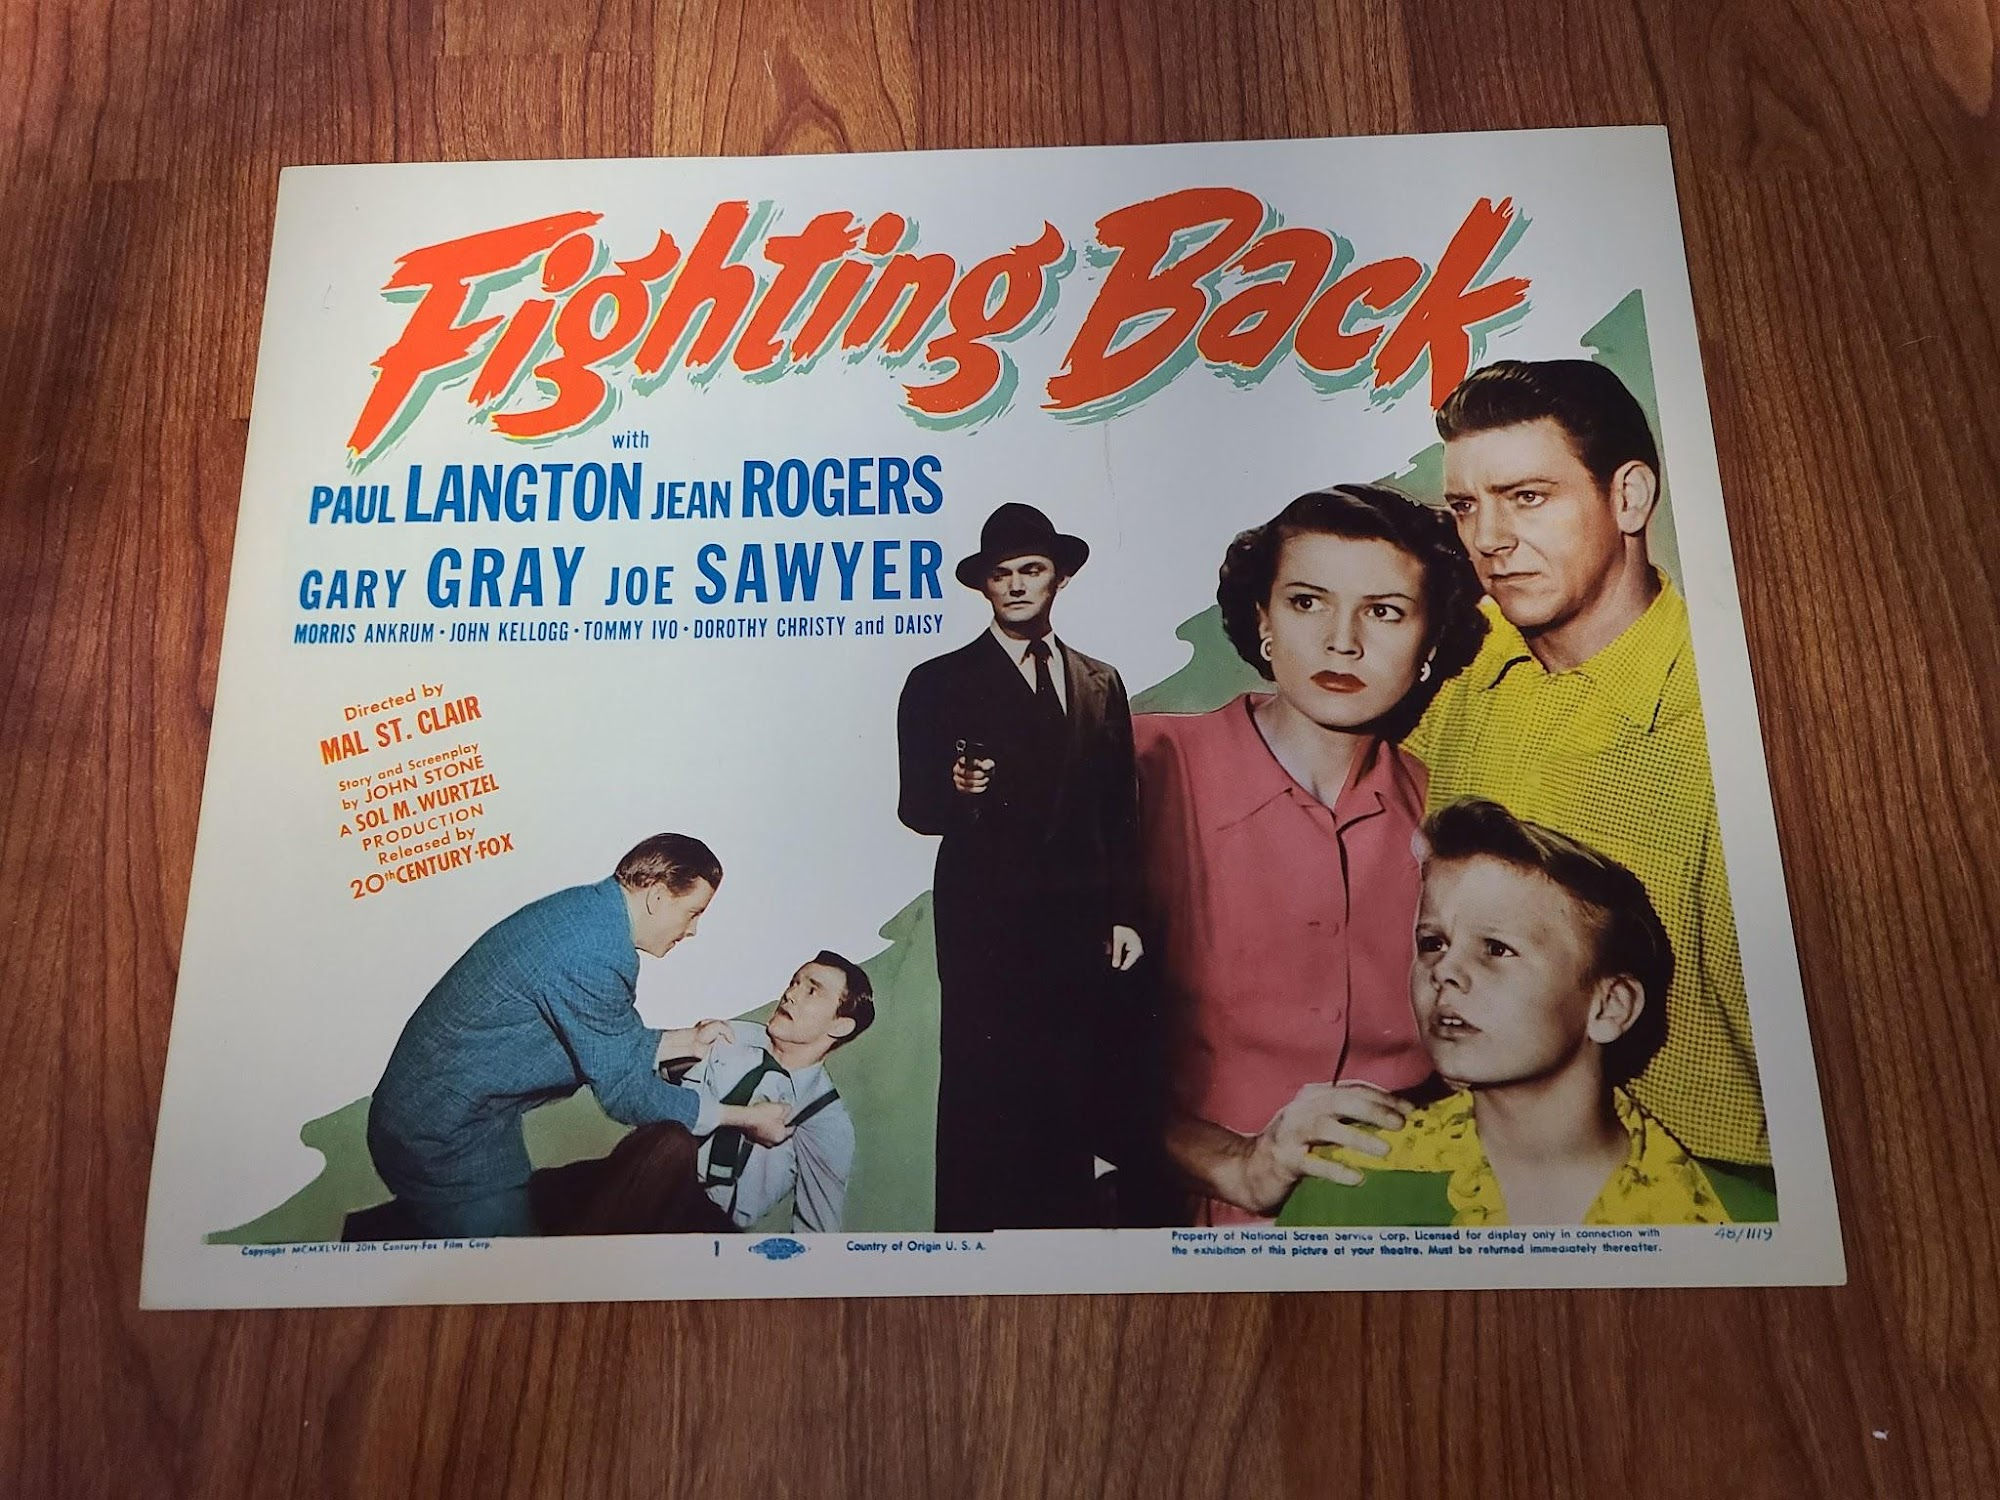 Fighting Back
with
PAUL LANGTON JEAN ROGERS
GARY GRAY JOE SAWYER
MORRIS ANKRUM · JOHN KELLOGG · TOMMY IVO · DOROTHY CHRISTY and DAISY
Directed by
MAL ST. CLAIR
Story and Screenplay
by JOHN STONE
A SOL M. WURTZEL
PRODUCTION
Released by
20th CENTURY-FOX
Copyright MCMXLVIII 20th Century-Fox Film Corp.
1
Country of Origin U. S. A.
Property of National Screen Service Corp. Licensed for display only in connection with
the exhibition of this picture at your theatre. Must be returned immediately thereafter.
48/1119